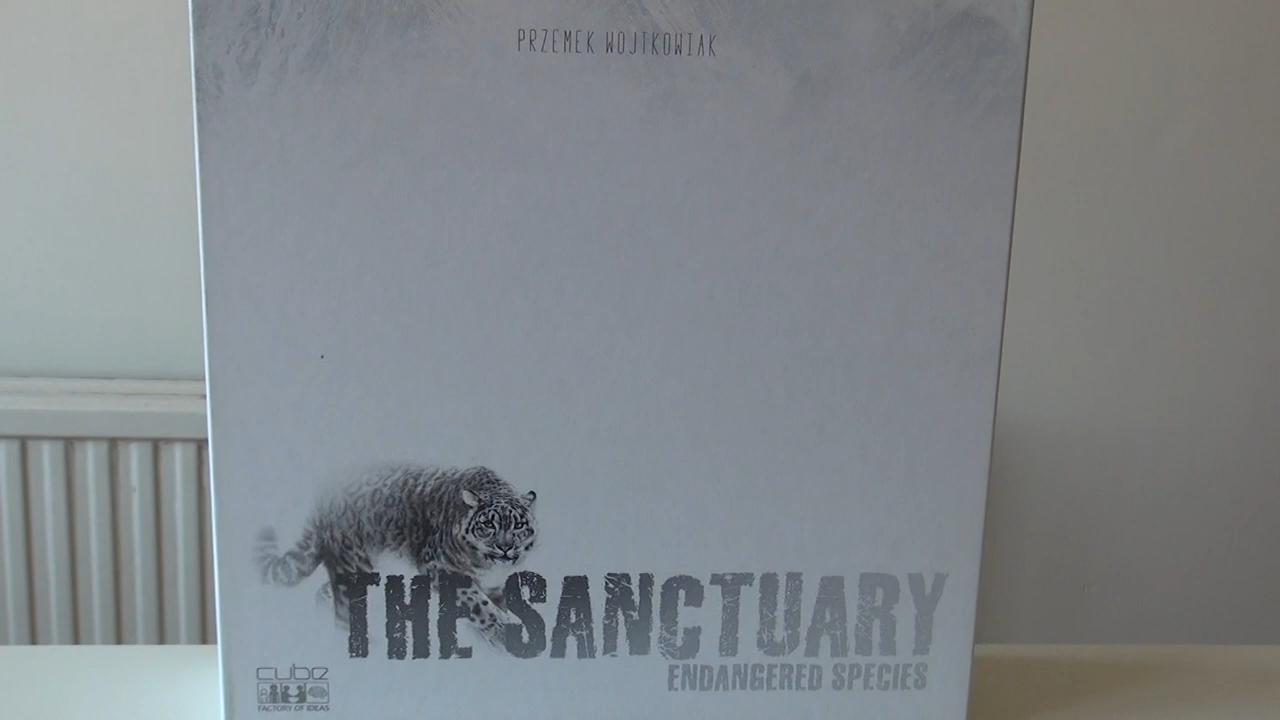 PRZEMEK WOJTKOWIAK
THE SANCTUARY
ENDANGERED SPECIES
cube
FACTORY OF IDEAS